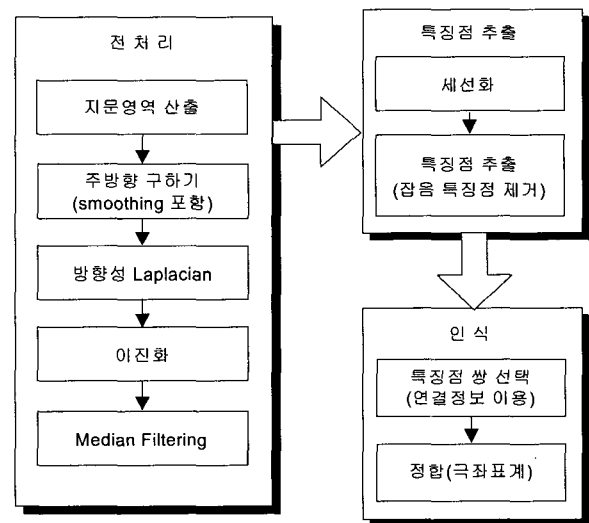 전 처 리
지문영역 산출
주방향 구하기
(smoothing 포함)
방향성 Laplacian
이진화
Median Filtering
특징점 추출
세선화
특징점 추출
(잡음 특징점 제거)
인 식
특징점 쌍 선택
(연결정보 이용)
정합(극좌표계)